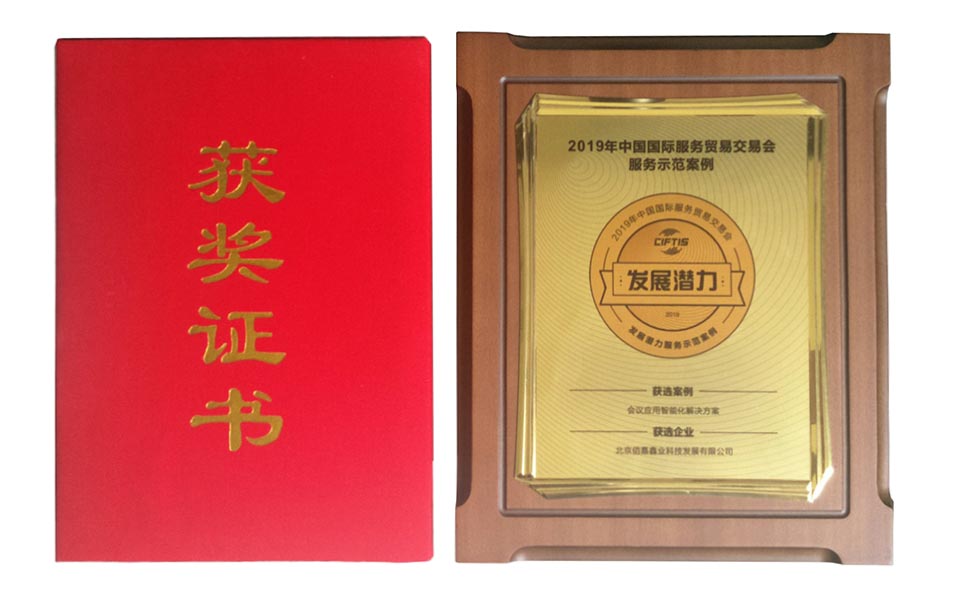 获
奖
证
书
2019年中国国际服务贸易交易会
服务示范案例
2019年中国国际服务贸易交易会
CIFTIS
发展潜力
2019
发展潜力服务示范案例
获选案例
会议应用智能化解决方案
获选企业
北京佰嘉鑫业科技发展有限公司